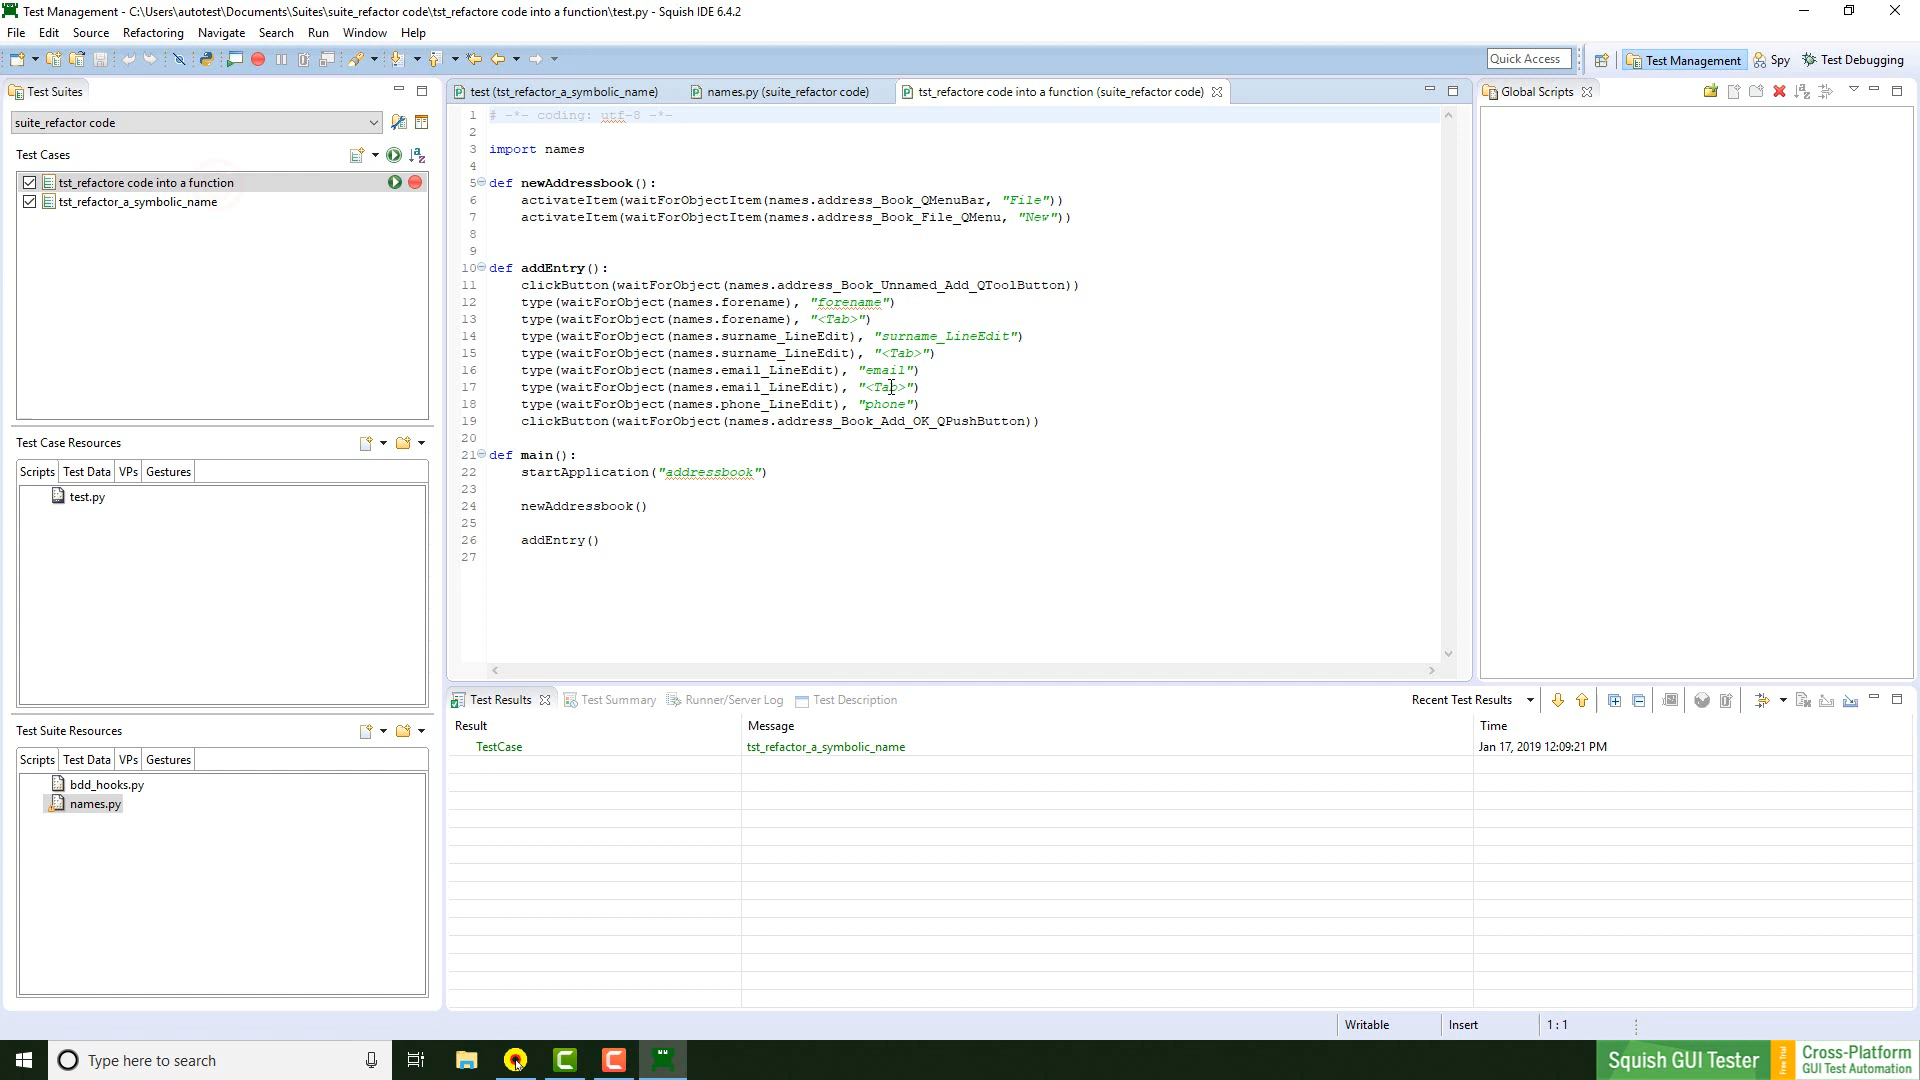 Test Management - C:\Users\autotest\Documents\Suites\suite_refactor code\tst_refactore code into a function\test.py - Squish IDE 6.4.2
File Edit Source Refactoring Navigate Search Run Window Help
Quick Access Test Management Spy Test Debugging
Test Suites
suite_refactor code
Test Cases
tst_refactore code into a function
tst_refactor_a_symbolic_name
Test Case Resources
Scripts Test Data VPs Gestures
test.py
Test Suite Resources
Scripts Test Data VPs Gestures
bdd_hooks.py
names.py
test (tst_refactor_a_symbolic_name) names.py (suite_refactor code) tst_refactore code into a function (suite_refactor code)
1 # -*- coding: utf-8 -*-
2
3 import names
4
5 def newAddressbook():
6 activateItem(waitForObjectItem(names.address_Book_QMenuBar, "File"))
7 activateItem(waitForObjectItem(names.address_Book_File_QMenu, "New"))
8
9
10 def addEntry():
11 clickButton(waitForObject(names.address_Book_Unnamed_Add_QToolButton))
12 type(waitForObject(names.forename), "forename")
13 type(waitForObject(names.forename), "<Tab>")
14 type(waitForObject(names.surname_LineEdit), "surname_LineEdit")
15 type(waitForObject(names.surname_LineEdit), "<Tab>")
16 type(waitForObject(names.email_LineEdit), "email")
17 type(waitForObject(names.email_LineEdit), "<Tab>")
18 type(waitForObject(names.phone_LineEdit), "phone")
19 clickButton(waitForObject(names.address_Book_Add_OK_QPushButton))
20
21 def main():
22 startApplication("addressbook")
23
24 newAddressbook()
25
26 addEntry()
27
Global Scripts
Test Results Test Summary Runner/Server Log Test Description Recent Test Results
Result Message Time
TestCase tst_refactor_a_symbolic_name Jan 17, 2019 12:09:21 PM
Writable Insert 1 : 1
Type here to search
Squish GUI Tester
Free Trial
Cross-Platform
GUI Test Automation